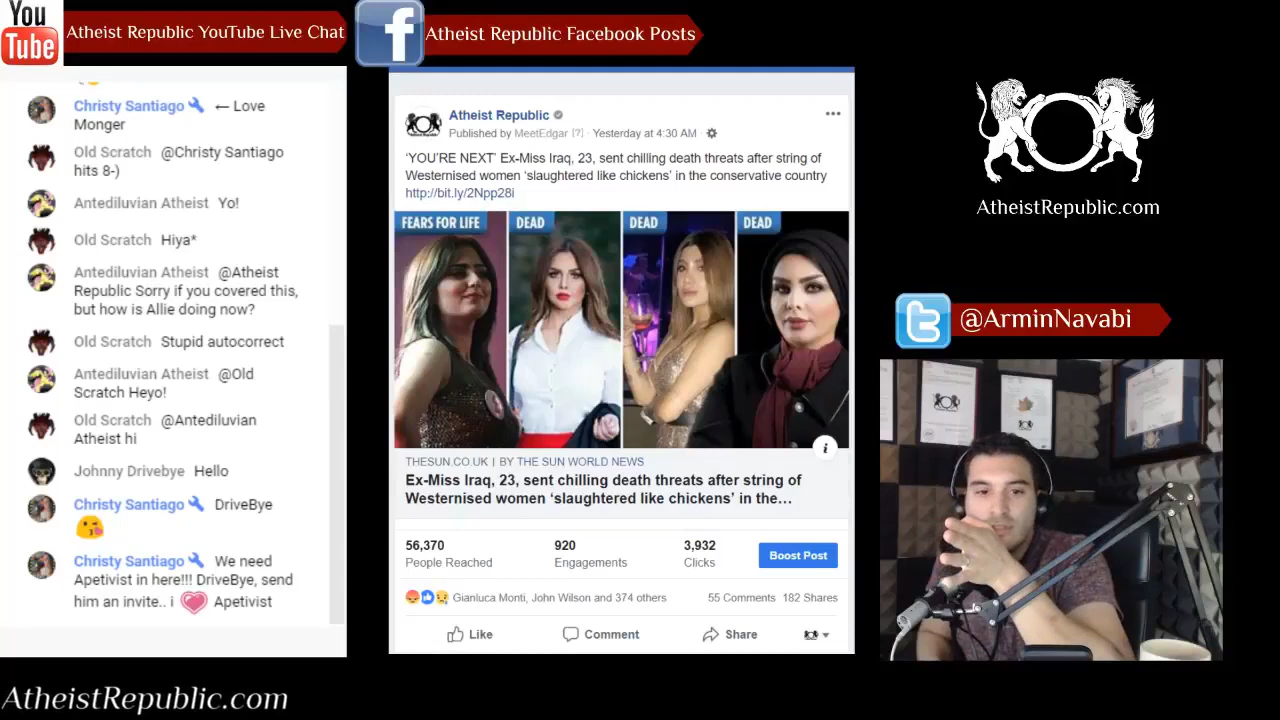 You
Tube
Atheist Republic YouTube Live Chat
f
Atheist Republic Facebook Posts
Christy Santiago ← Love
Monger
Old Scratch @Christy Santiago
hits 8-)
Antediluvian Atheist Yo!
Old Scratch Hiya*
Antediluvian Atheist @Atheist
Republic Sorry if you covered this,
but how is Allie doing now?
Old Scratch Stupid autocorrect
Antediluvian Atheist @Old
Scratch Heyo!
Old Scratch @Antediluvian
Atheist hi
Johnny Drivebye Hello
Christy Santiago DriveBye
😘
Christy Santiago We need
Apetivist in here!!! DriveBye, send
him an invite.. i 💗 Apetivist
Atheist Republic
Published by MeetEdgar [?] · Yesterday at 4:30 AM ·
‘YOU’RE NEXT’ Ex-Miss Iraq, 23, sent chilling death threats after string of
Westernised women ‘slaughtered like chickens’ in the conservative country
http://bit.ly/2Npp28i
FEARS FOR LIFE
DEAD
DEAD
DEAD
i
THESUN.CO.UK | BY THE SUN WORLD NEWS
Ex-Miss Iraq, 23, sent chilling death threats after string of
Westernised women ‘slaughtered like chickens’ in the…
56,370
People Reached
920
Engagements
3,932
Clicks
Boost Post
Gianluca Monti, John Wilson and 374 others
55 Comments 182 Shares
Like
Comment
Share
AtheistRepublic.com
@ArminNavabi
AtheistRepublic.com